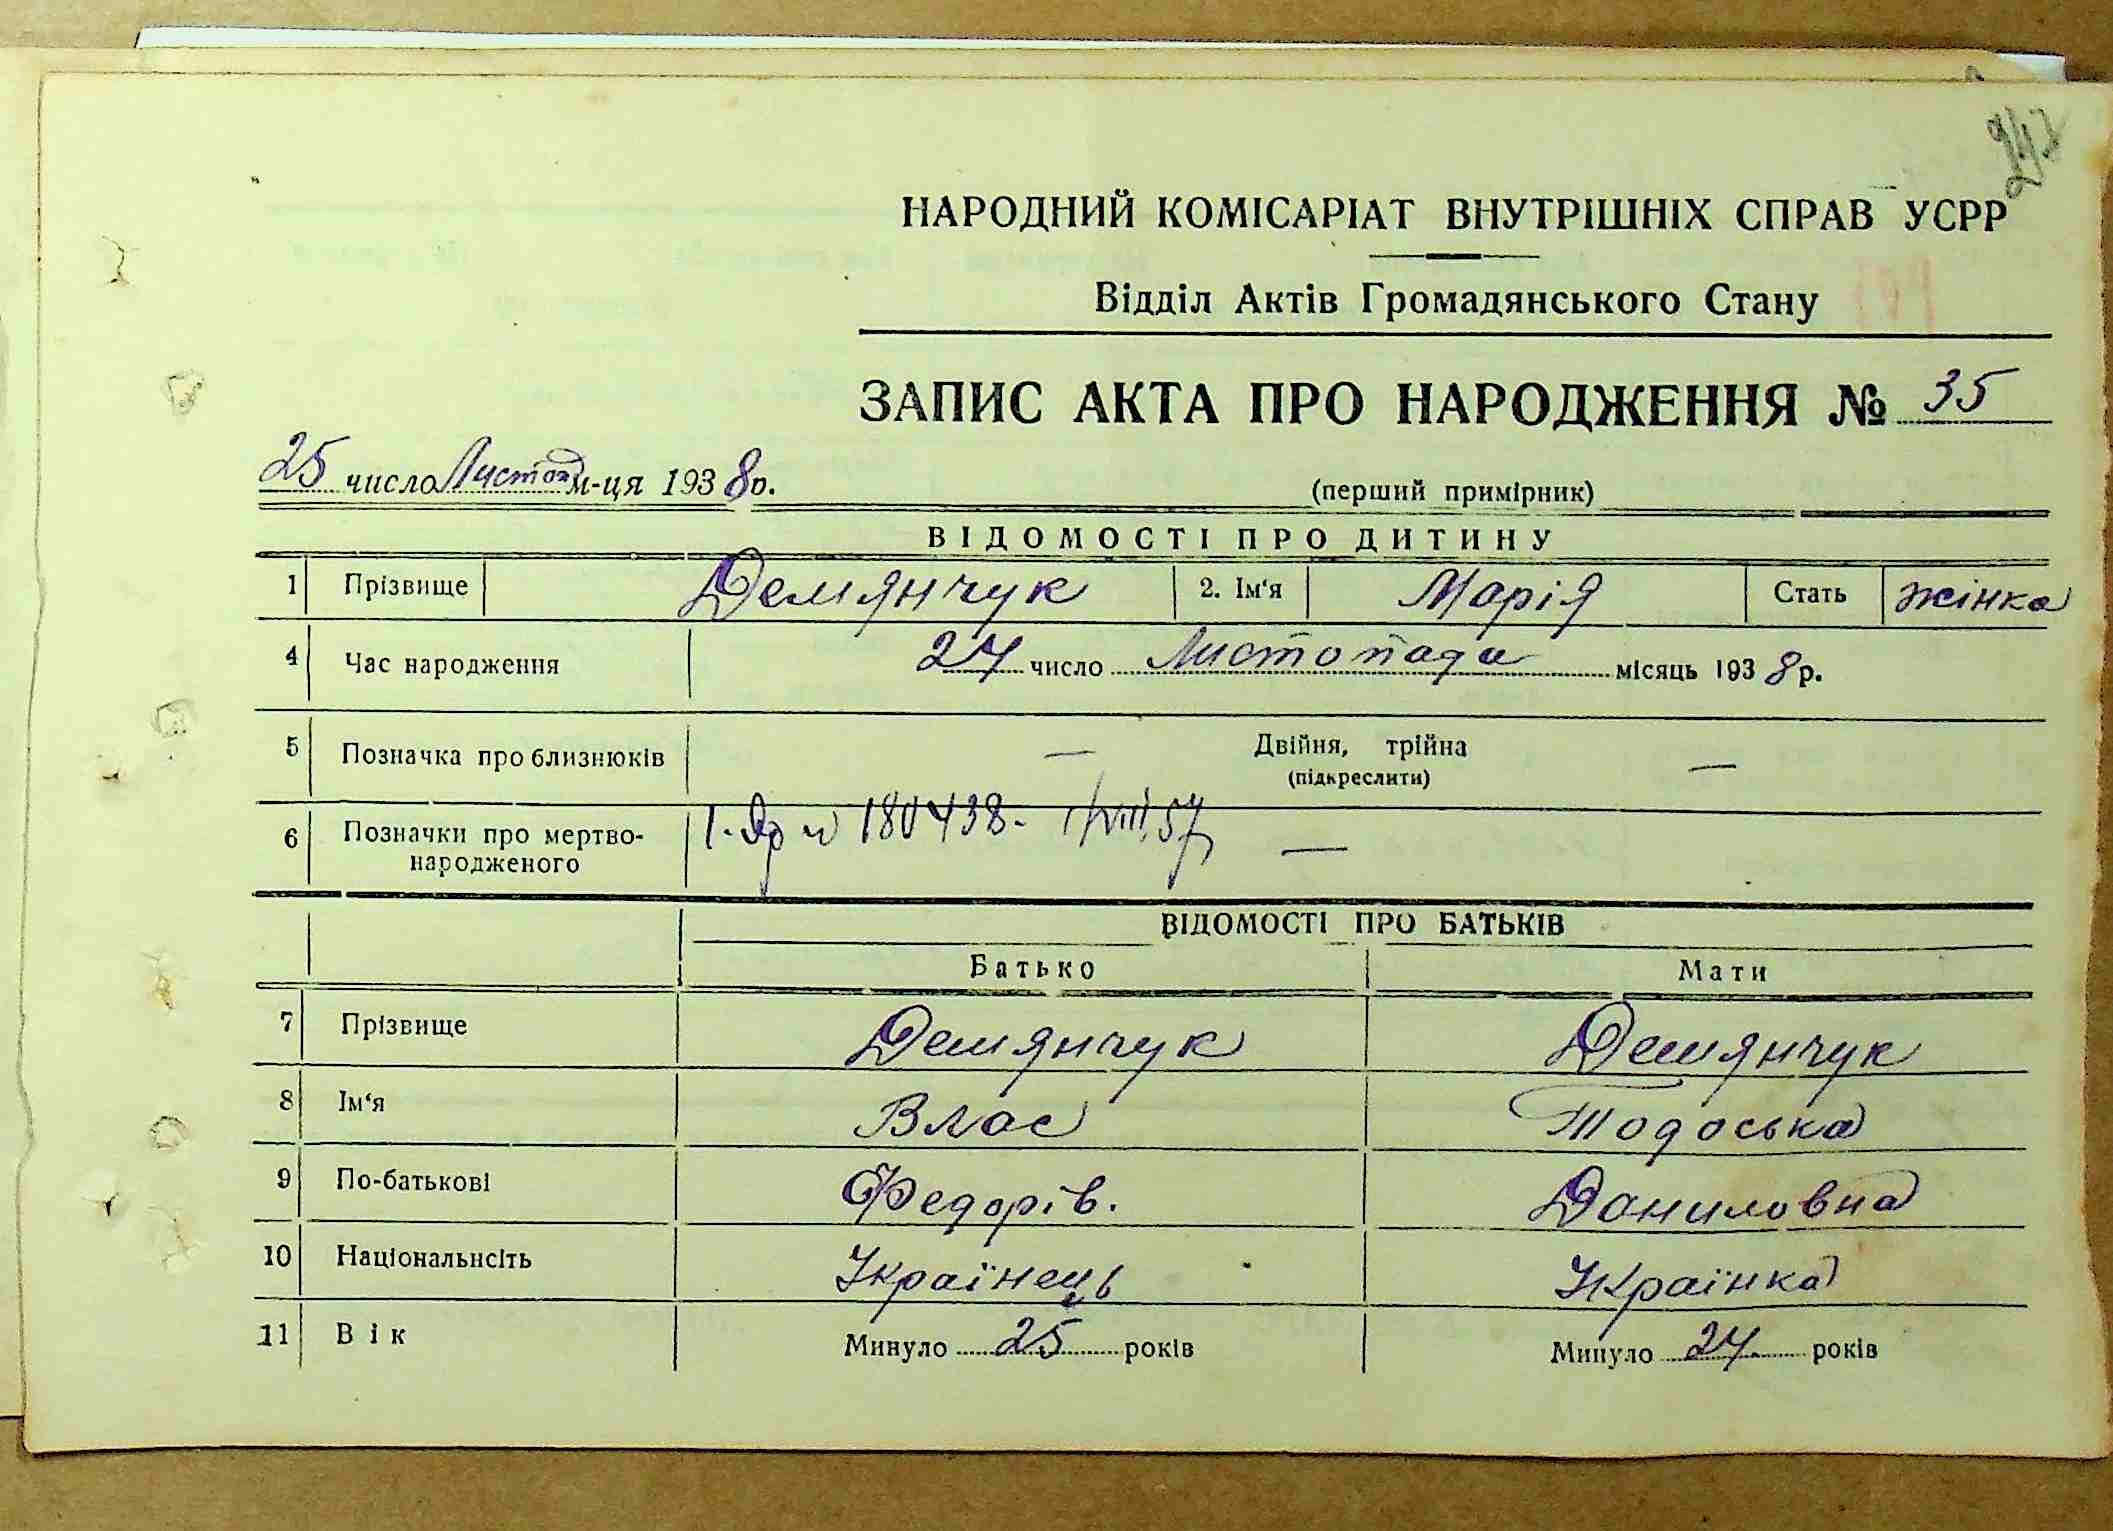 НАРОДНИЙ КОМІСАРІАТ ВНУТРІШНІХ СПРАВ УСРР
Відділ Актів Громадянського Стану
ЗАПИС АКТА ПРО НАРОДЖЕННЯ № 35
25 число Листопад м-ця 1938 р.
(перший примірник)
ВІДОМОСТІ ПРО ДИТИНУ
1 Прізвище Демянчук 2. Ім‘я Марія Стать жінка
4 Час народження число Листопада місяць 1938 р.
5 Позначка про близнюків — Двійня, трійна —
(підкреслити)
6 Позначки про мертво- 180438-
народженого —
ВІДОМОСТІ ПРО БАТЬКІВ
Батько Мати
7 Прізвище Демянчук Демянчук
8 Ім‘я Влас Тодоська
9 По-батькові Федорів. Даниловна
10 Національнсіть Українець Українка
11 Вік Минуло 25 років Минуло 24 років